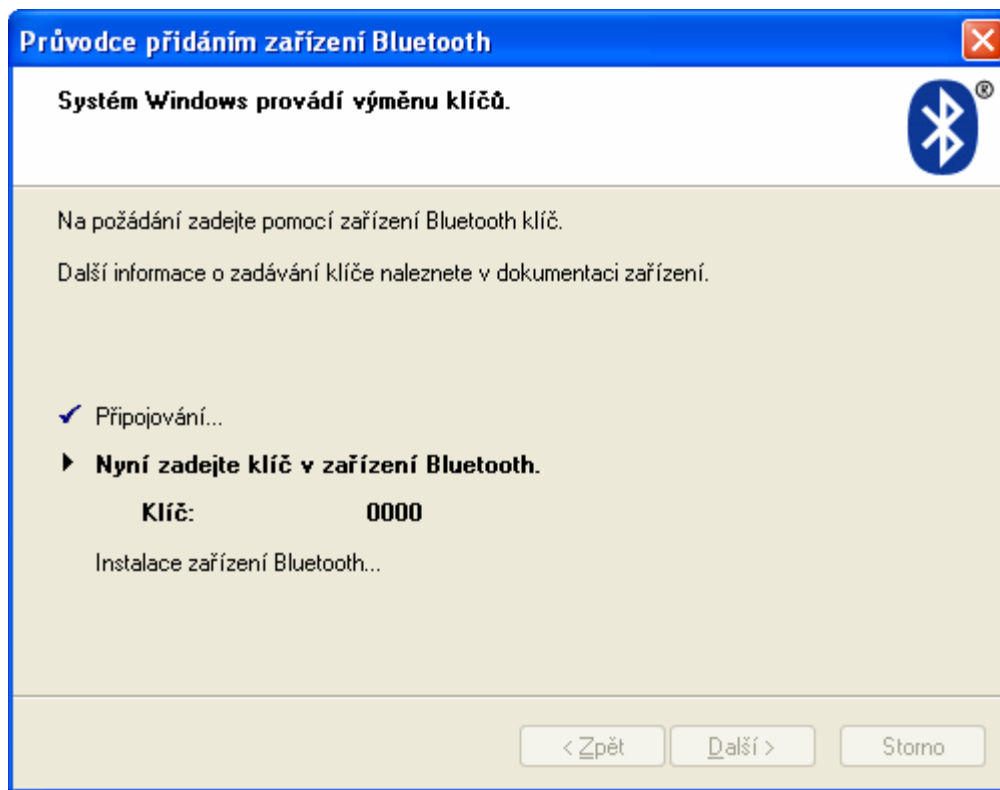 Průvodce přidáním zařízení Bluetooth
Systém Windows provádí výměnu klíčů.
®
Na požádání zadejte pomocí zařízení Bluetooth klíč.
Další informace o zadávání klíče naleznete v dokumentaci zařízení.
Připojování...
Nyní zadejte klíč v zařízení Bluetooth.
Klíč: 0000
Instalace zařízení Bluetooth...
< Zpět Další > Storno